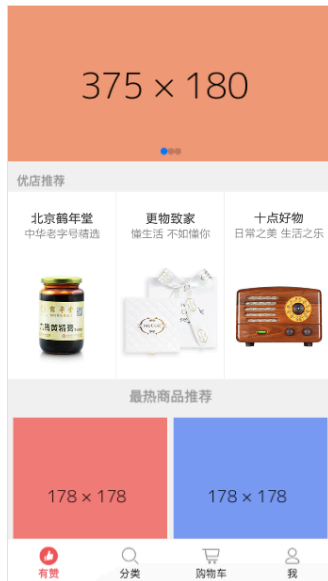 375 × 180
优店推荐
北京鹤年堂
中华老字号精选
更物致家
懂生活 不如懂你
十点好物
日常之美 生活之乐
最热商品推荐
178 × 178
178 × 178
有赞
分类
购物车
我